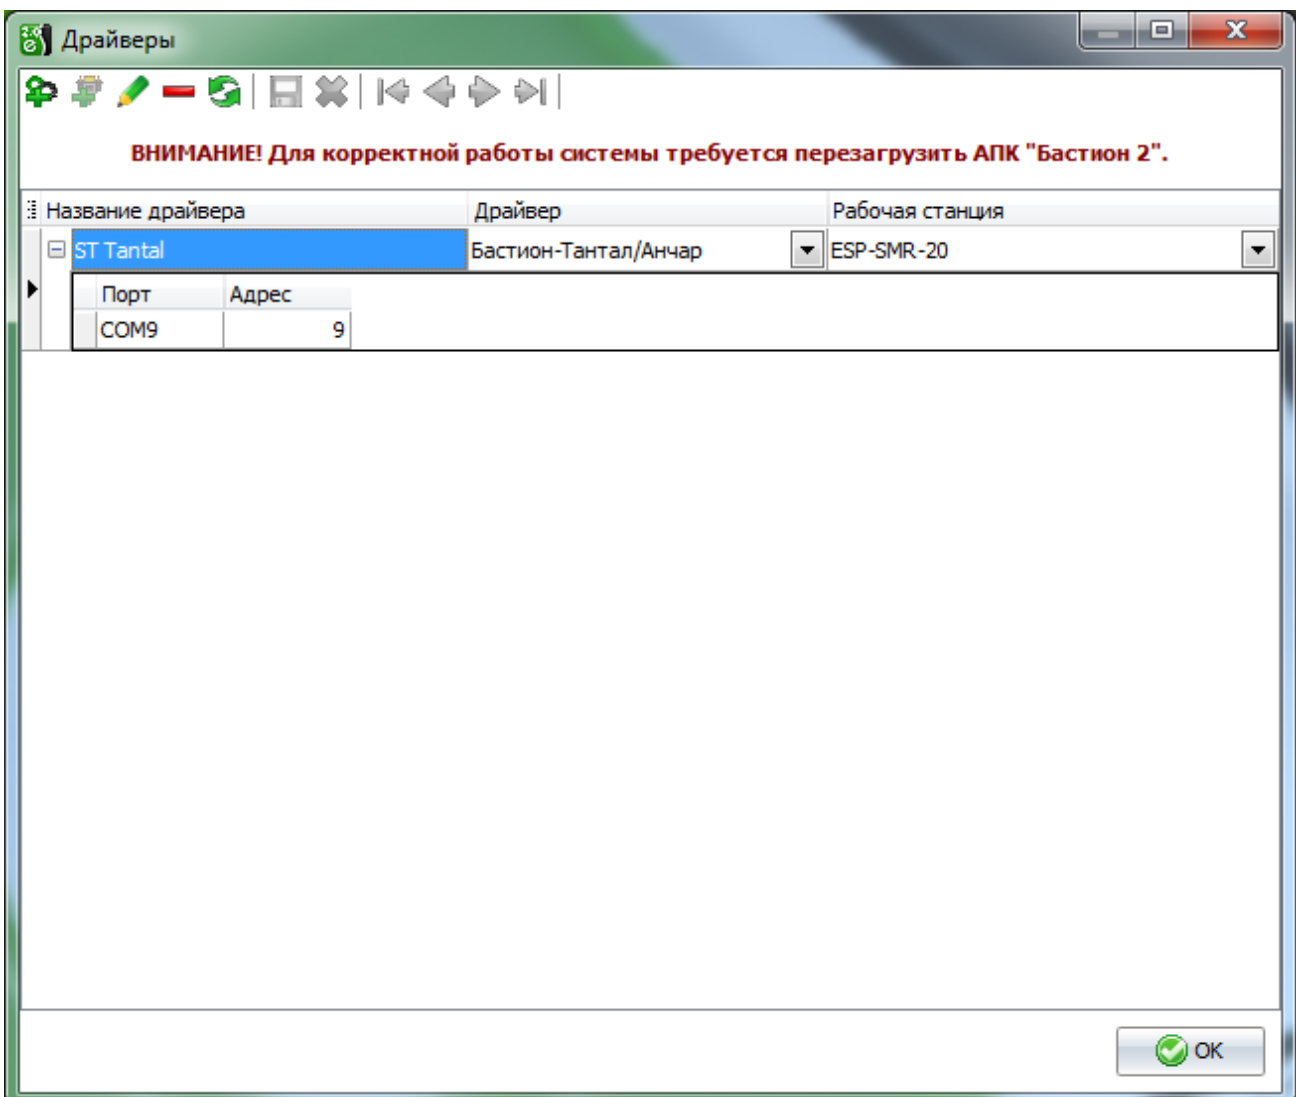 Драйверы
ВНИМАНИЕ! Для корректной работы системы требуется перезагрузить АПК "Бастион 2".
Название драйвера Драйвер Рабочая станция
ST Tantal Бастион-Тантал/Анчар ESP-SMR-20
Порт Адрес
COM9 9
OK